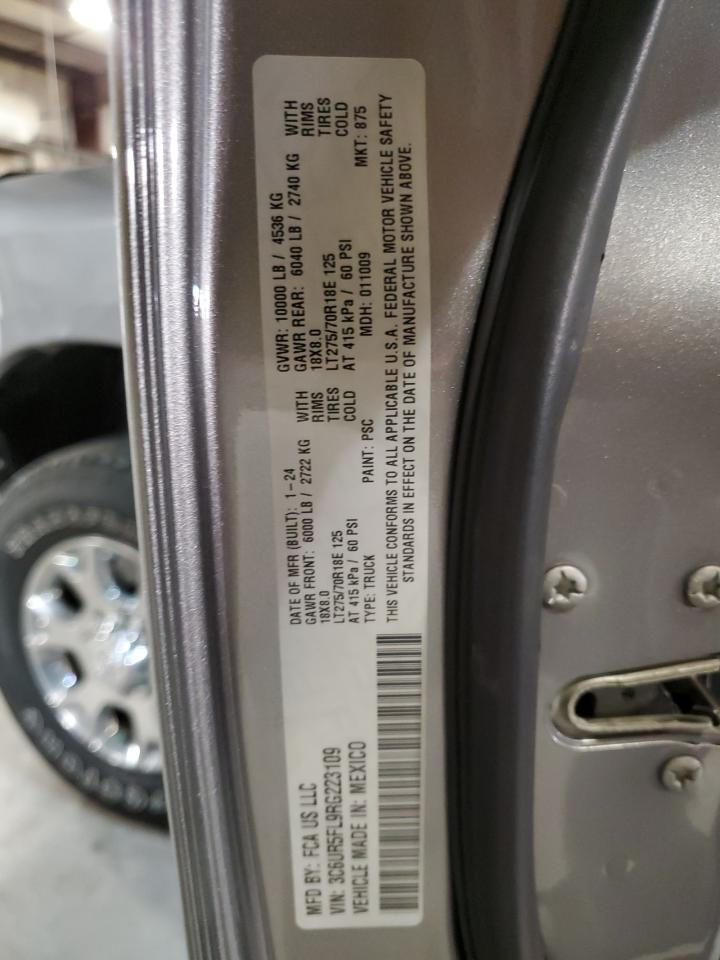 MFD BY: FCA US LLC
DATE OF MFR (BUILT): 1-24
GVWR: 10000 LB / 4536 KG
VIN: 3C6UR5FL9RG223109
GAWR FRONT: 6000 LB / 2722 KG WITH
GAWR REAR: 6040 LB / 2740 KG WITH
VEHICLE MADE IN: MEXICO
18X8.0 RIMS
18X8.0 RIMS
LT275/70R18E 125 TIRES
LT275/70R18E 125 TIRES
AT 415 kPa / 60 PSI COLD
AT 415 kPa / 60 PSI COLD
TYPE: TRUCK PAINT: PSC MDH: 011009 MKT: 875
THIS VEHICLE CONFORMS TO ALL APPLICABLE U.S.A. FEDERAL MOTOR VEHICLE SAFETY
STANDARDS IN EFFECT ON THE DATE OF MANUFACTURE SHOWN ABOVE.